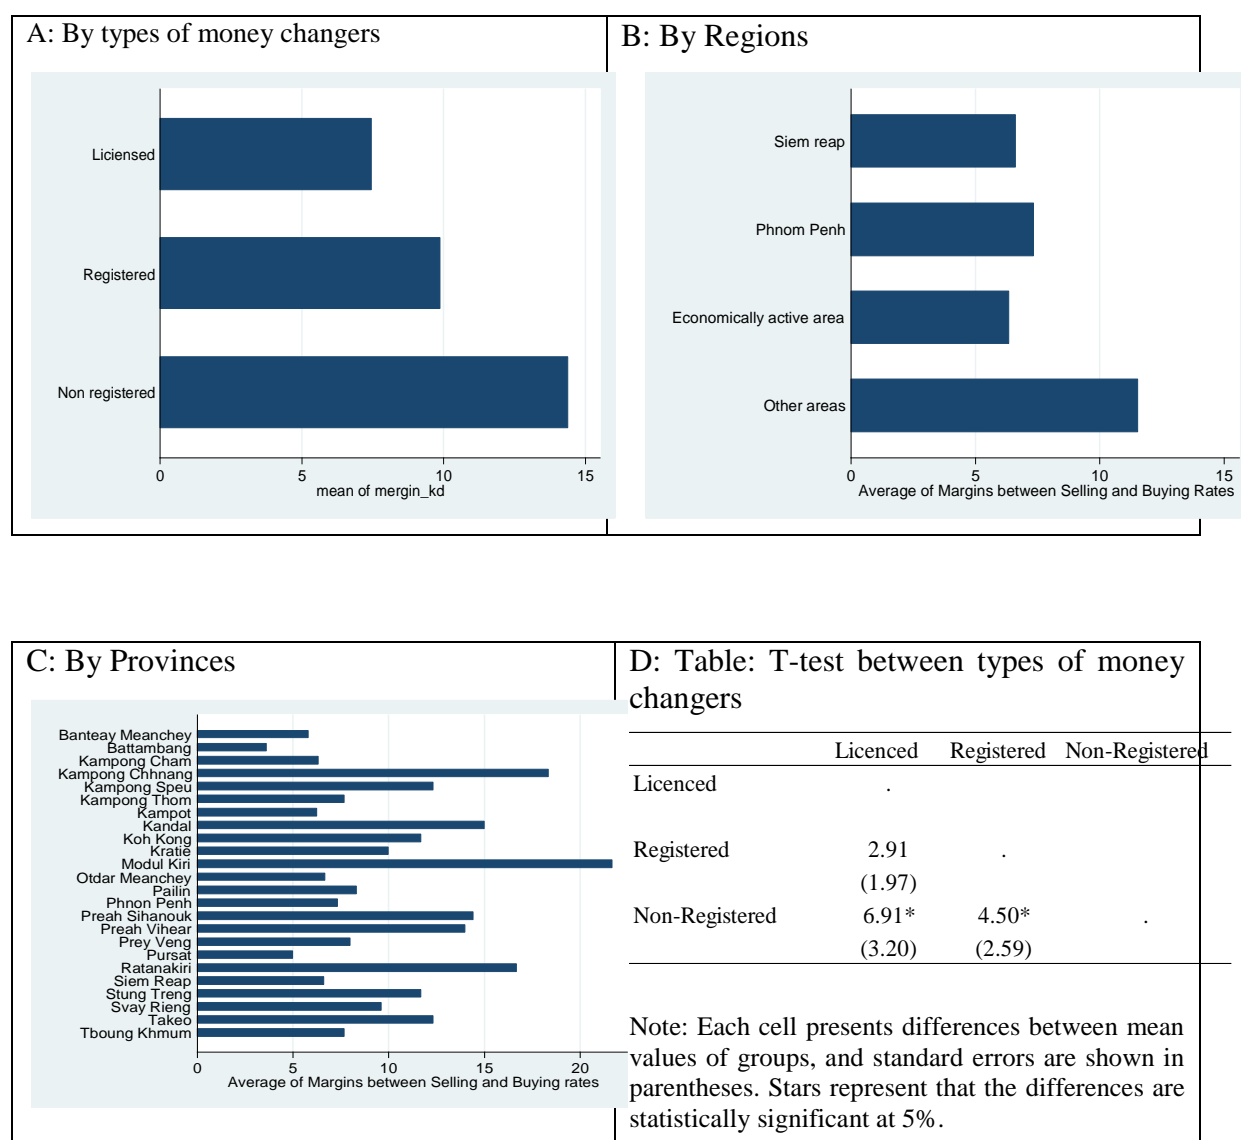 A: By types of money changers
Liciensed
Registered
Non registered
0 5 10 15
mean of mergin_kd
B: By Regions
Siem reap
Phnom Penh
Economically active area
Other areas
0 5 10 15
Average of Margins between Selling and Buying Rates
C: By Provinces
Banteay Meanchey
Battambang
Kampong Cham
Kampong Chhnang
Kampong Speu
Kampong Thom
Kampot
Kandal
Koh Kong
Kratie
Modul Kiri
Otdar Meanchey
Pailin
Phnon Penh
Preah Sihanouk
Preah Vihear
Prey Veng
Pursat
Ratanakiri
Siem Reap
Stung Treng
Svay Rieng
Takeo
Tboung Khmum
0 5 10 15 20
Average of Margins between Selling and Buying rates
D: Table: T-test between types of money
changers
Licenced Registered Non-Registered
Licenced .
Registered 2.91 .
(1.97)
Non-Registered 6.91* 4.50* .
(3.20) (2.59)
Note: Each cell presents differences between mean
values of groups, and standard errors are shown in
parentheses. Stars represent that the differences are
statistically significant at 5%.